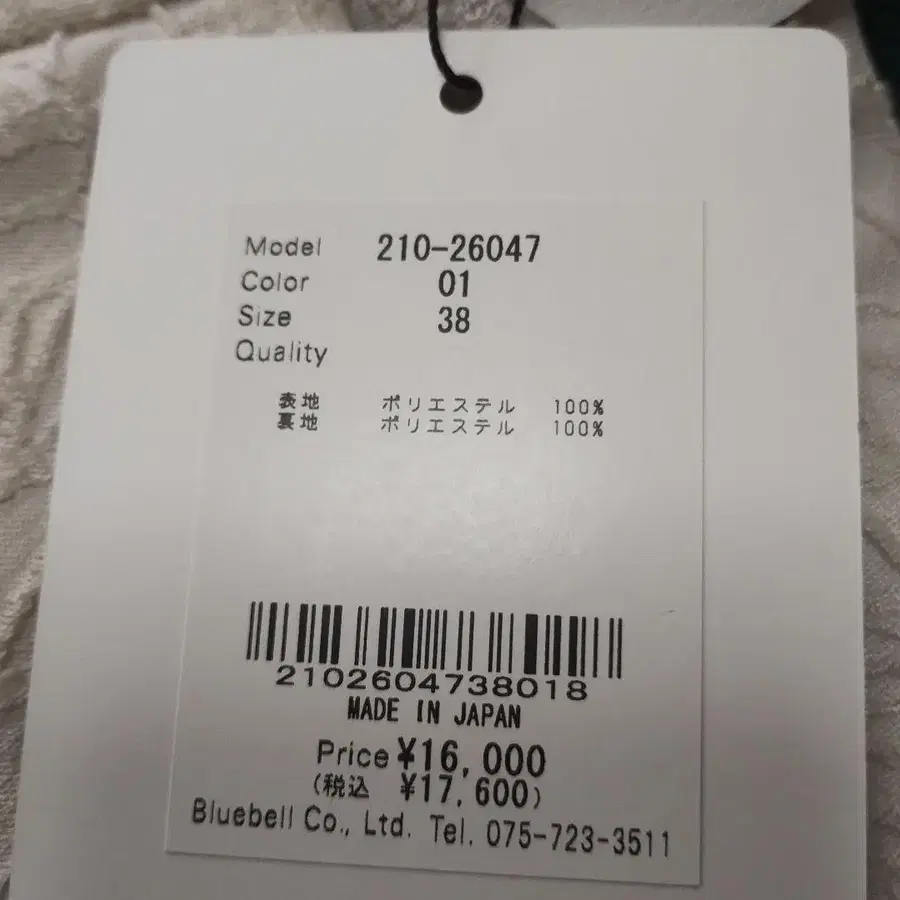 Model 210-26047
Color 01
Size 38
Quality
表地 ポリエステル 100%
裏地 ポリエステル 100%
2102604738018
MADE IN JAPAN
Price ¥16,000
(税込 ¥17,600)
Bluebell Co., Ltd. Tel. 075-723-3511